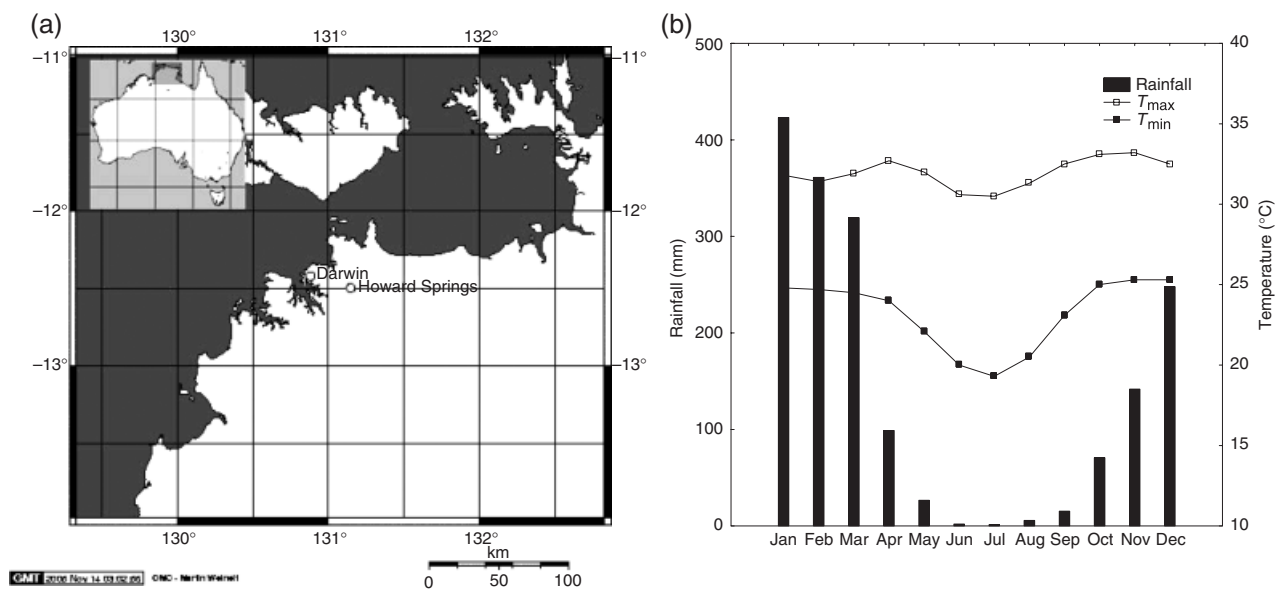 (a)
130° 131° 132°
−11°
−11°
−12°
−12°
Darwin
Howard Springs
−13°
−13°
130° 131° 132°
km
0 50 100
GMT
(b)
500 40
Rainfall
Tmax
Tmin
400 35
300 30
Rainfall (mm)
Temperature (°C)
200 25
20
100 15
0 10
Jan Feb Mar Apr May Jun Jul Aug Sep Oct Nov Dec